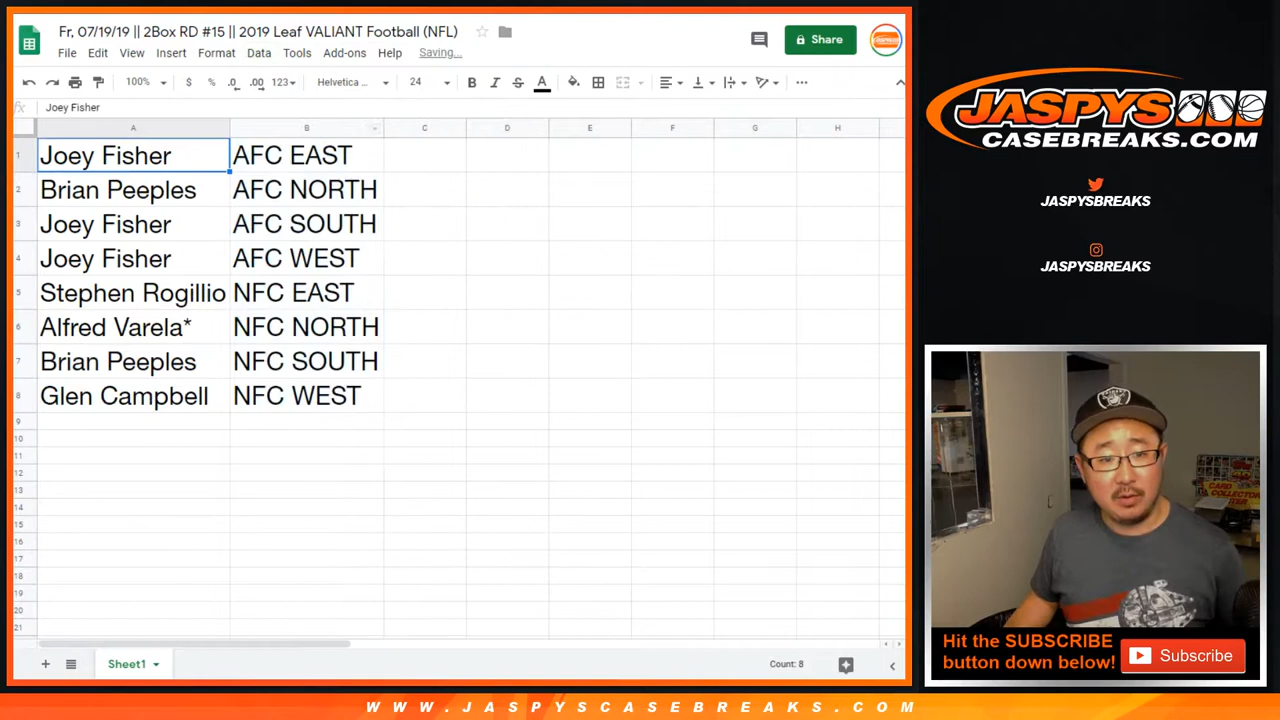 Fr, 07/19/19 || 2Box RD #15 || 2019 Leaf VALIANT Football (NFL)
File Edit View Insert Format Data Tools Add-ons Help Saving...
Share
100% $ % .0 .00 123 Helvetica ... 24 B I S A
fx Joey Fisher
A B C D E F G H
1 Joey Fisher AFC EAST
2 Brian Peeples AFC NORTH
3 Joey Fisher AFC SOUTH
4 Joey Fisher AFC WEST
5 Stephen Rogillio NFC EAST
6 Alfred Varela* NFC NORTH
7 Brian Peeples NFC SOUTH
8 Glen Campbell NFC WEST
9
10
11
12
13
14
15
16
17
18
19
20
21
Sheet1
Count: 8
JASPYS
CASEBREAKS.COM
JASPYSBREAKS
JASPYSBREAKS
CARD
COLLECTOR
Hit the SUBSCRIBE
button down below!
Subscribe
WWW.JASPYSCASEBREAKS.COM